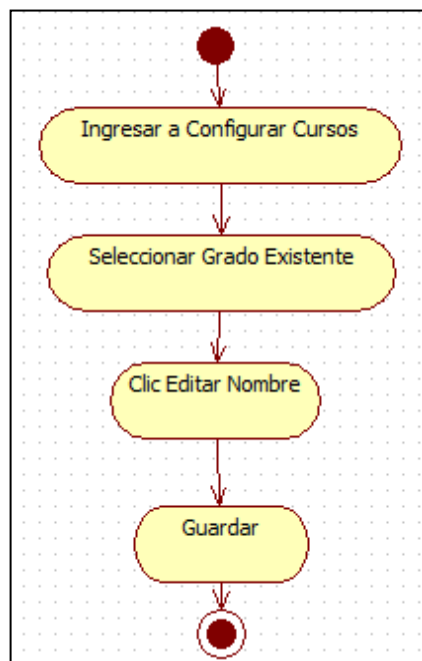 Ingresar a Configurar Cursos
Seleccionar Grado Existente
Clic Editar Nombre
Guardar